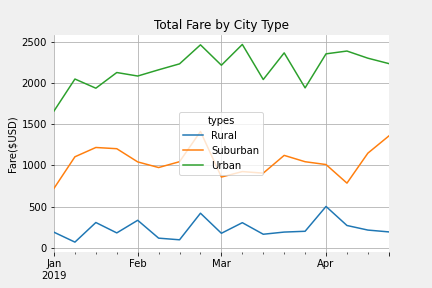 Total Fare by City Type
Fare($USD)
2500
2000
1500
1000
500
0
types
Rural
Suburban
Urban
Jan
2019
Feb
Mar
Apr